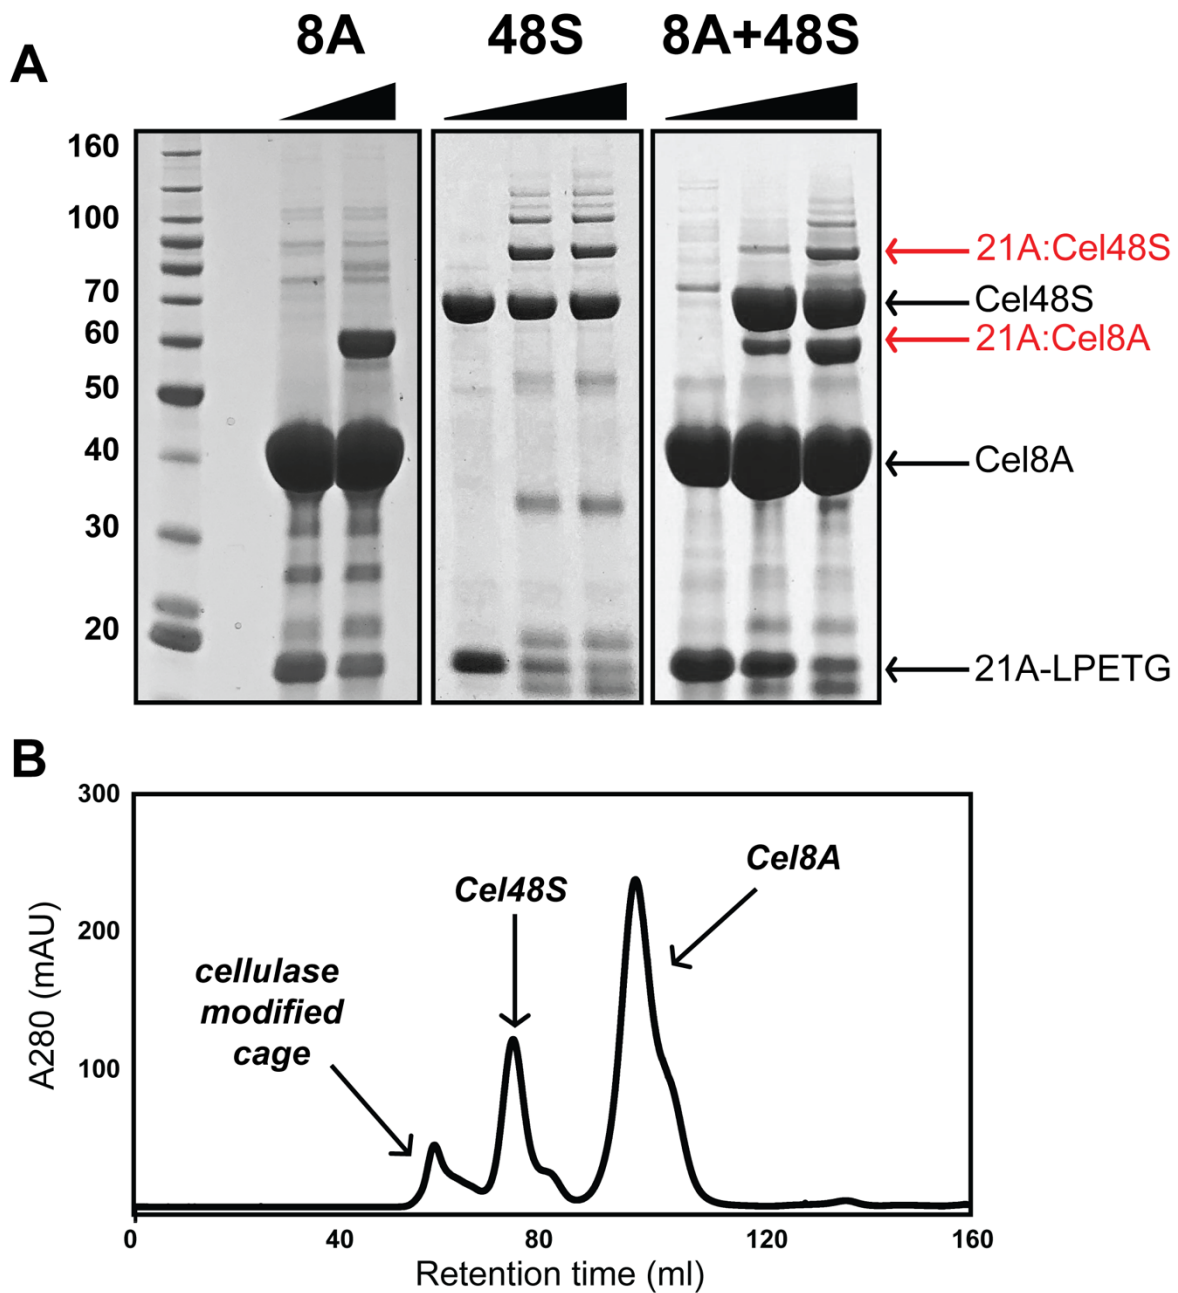 A
8A
48S
8A+48S
160
100
70
60
50
40
30
20
21A:Cel48S
Cel48S
21A:Cel8A
Cel8A
21A-LPETG
B
300
200
100
A280 (mAU)
cellulase
modified
cage
Cel48S
Cel8A
0
40
80
120
160
Retention time (ml)